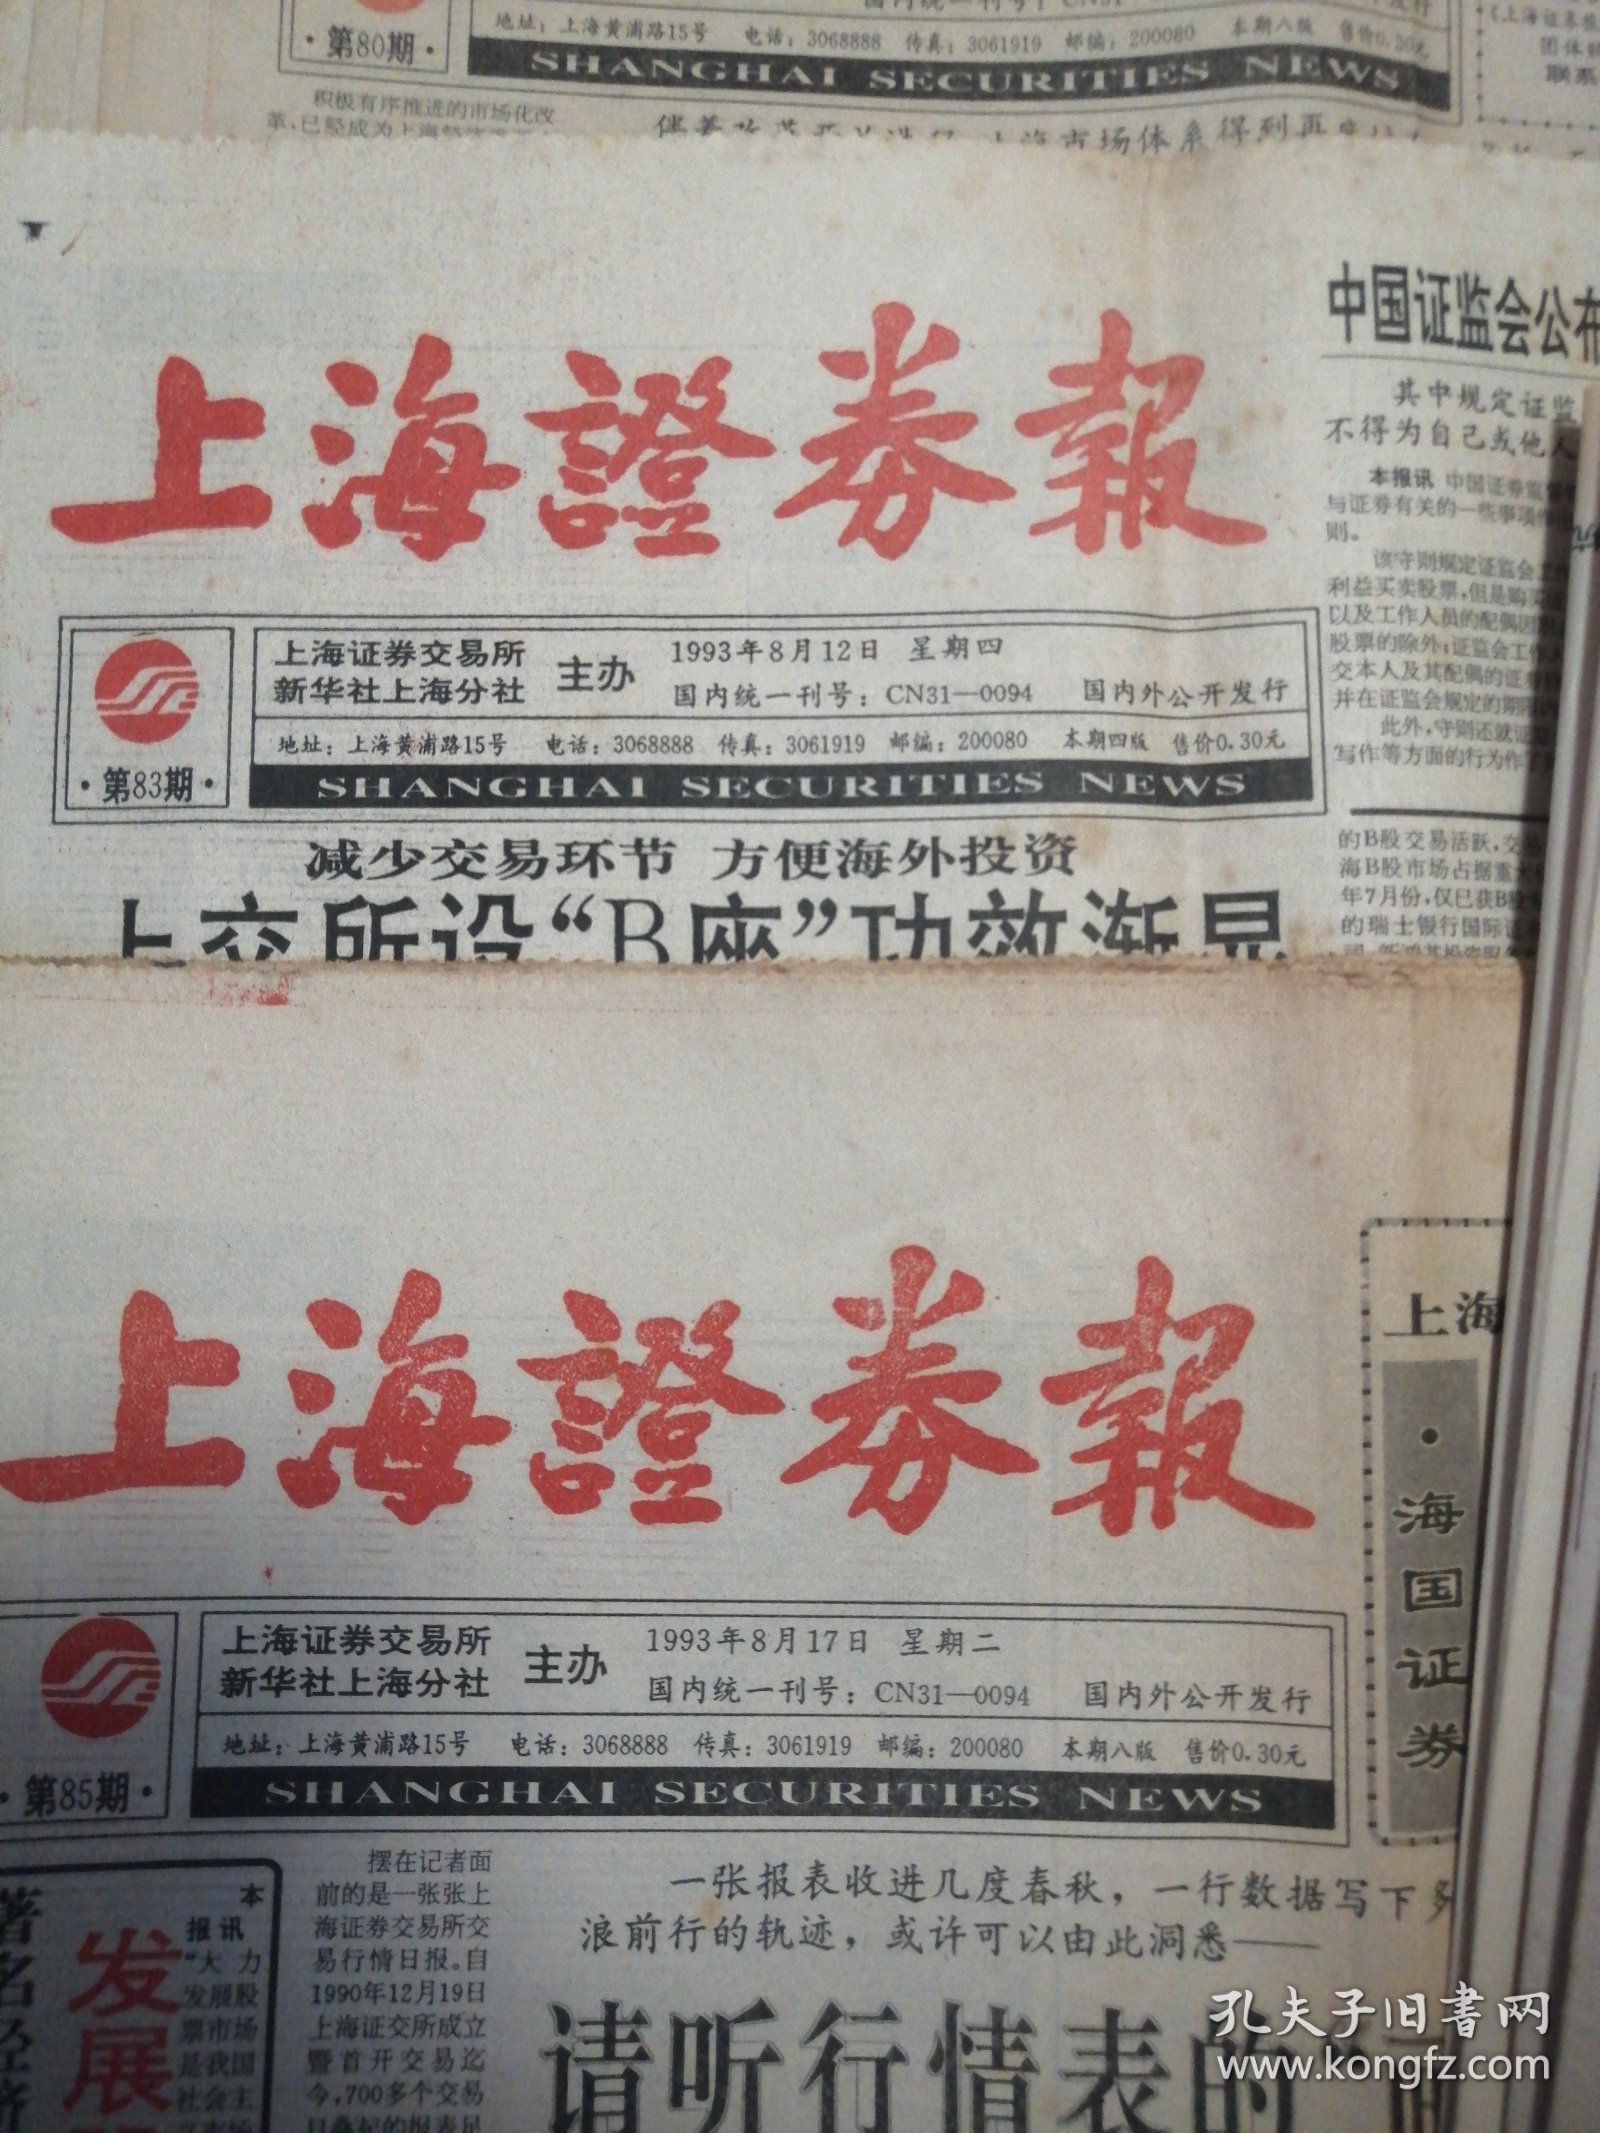 ·第80期·
地址：上海黄浦路15号 电话：3068888 传真：3061919 邮编：200080 本期八版 售价0.30元
SHANGHAI SECURITIES NEWS
积极有序推进的市场化改
上海證券報
上海证券交易所
新华社上海分社
主办
1993年8月12日 星期四
国内统一刊号：CN31—0094 国内外公开发行
地址：上海黄浦路15号 电话：3068888 传真：3061919 邮编：200080 本期四版 售价0.30元
·第83期·
SHANGHAI SECURITIES NEWS
减少交易环节 方便海外投资
上交所设“B座”功效渐显
中国证监会公布
其中规定证监
不得为自己或他人
本报讯 中国证券监
与证券有关的一些事项
则。
该守则规定证监会工
利益买卖股票，但是购
以及工作人员的配偶
股票的除外；证监会工
交本人及其配偶的证
并在证监会规定的期
此外，守则还就证
写作等方面的行为作
的B股交易活跃，交
海B股市场占据重
年7月份，仅已获B
的瑞士银行国际
上海證券報
上海证券交易所
新华社上海分社
主办
1993年8月17日 星期二
国内统一刊号：CN31—0094 国内外公开发行
地址：上海黄浦路15号 电话：3068888 传真：3061919 邮编：200080 本期八版 售价0.30元
·第85期·
SHANGHAI SECURITIES NEWS
上海
·海国证券
发展
本
报讯
“大力
发展股
票市场
是我国
社会主
摆在记者面
前的是一张张上
海证券交易所交
易行情日报。自
1990年12月19日
上海证交所成立
暨首开交易迄
今，700多个交易
一张报表收进几度春秋，一行数据写下多
浪前行的轨迹，或许可以由此洞悉——
请听行情表的
孔夫子旧書网
www.kongfz.com